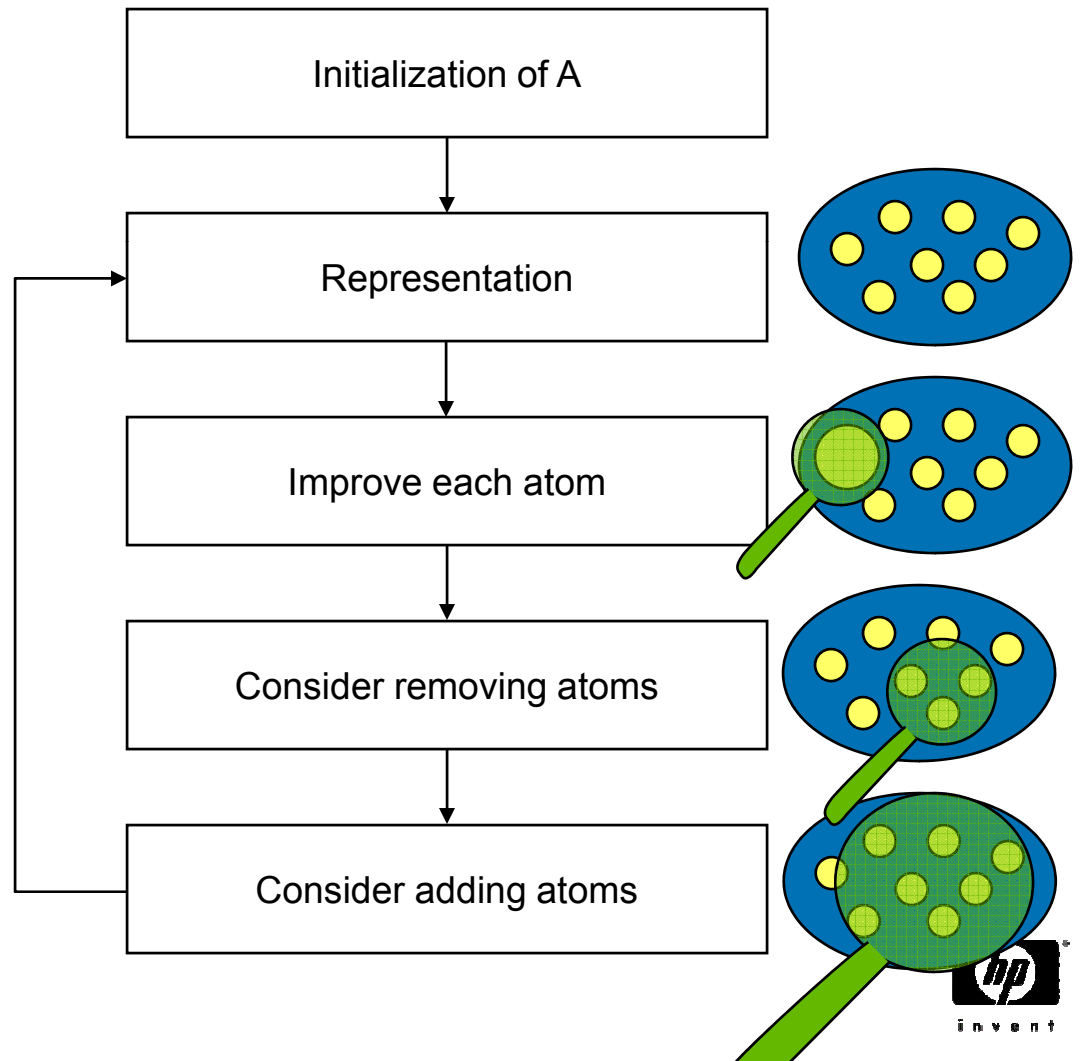 Initialization of A
Representation
Improve each atom
Consider removing atoms
Consider adding atoms
hp
invent